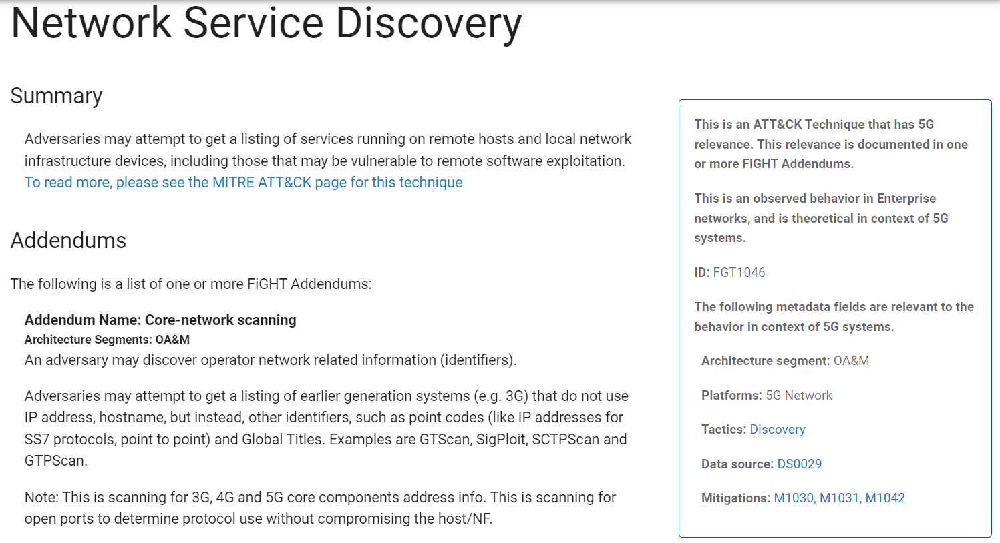 Network Service Discovery
Summary
Adversaries may attempt to get a listing of services running on remote hosts and local network
infrastructure devices, including those that may be vulnerable to remote software exploitation.
To read more, please see the MITRE ATT&CK page for this technique
Addendums
The following is a list of one or more FiGHT Addendums:
Addendum Name: Core-network scanning
Architecture Segments: OA&M
An adversary may discover operator network related information (identifiers).
Adversaries may attempt to get a listing of earlier generation systems (e.g. 3G) that do not use
IP address, hostname, but instead, other identifiers, such as point codes (like IP addresses for
SS7 protocols, point to point) and Global Titles. Examples are GTScan, SigPloit, SCTPScan and
GTPScan.
Note: This is scanning for 3G, 4G and 5G core components address info. This is scanning for
open ports to determine protocol use without compromising the host/NF.
This is an ATT&CK Technique that has 5G
relevance. This relevance is documented in one
or more FiGHT Addendums.
This is an observed behavior in Enterprise
networks, and is theoretical in context of 5G
systems.
ID: FGT1046
The following metadata fields are relevant to the
behavior in context of 5G systems.
Architecture segment: OA&M
Platforms: 5G Network
Tactics: Discovery
Data source: DS0029
Mitigations: M1030, M1031, M1042